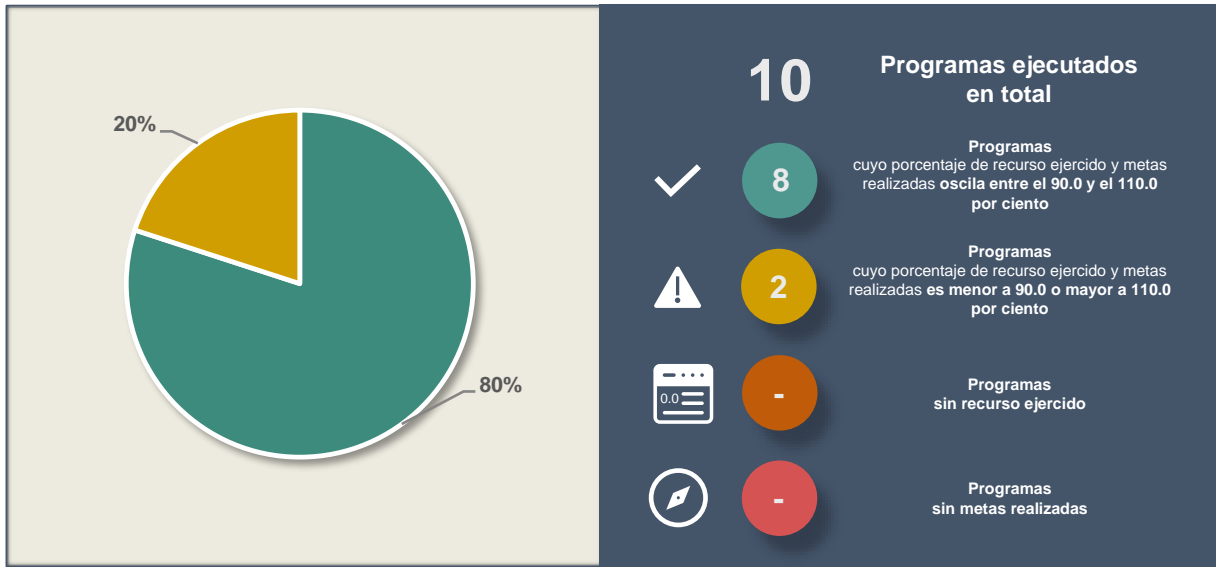 20%
80%
10
Programas ejecutados
en total
8
Programas
cuyo porcentaje de recurso ejercido y metas
realizadas oscila entre el 90.0 y el 110.0
por ciento
2
Programas
cuyo porcentaje de recurso ejercido y metas
realizadas es menor a 90.0 o mayor a 110.0
por ciento
0.0
-
Programas
sin recurso ejercido
-
Programas
sin metas realizadas